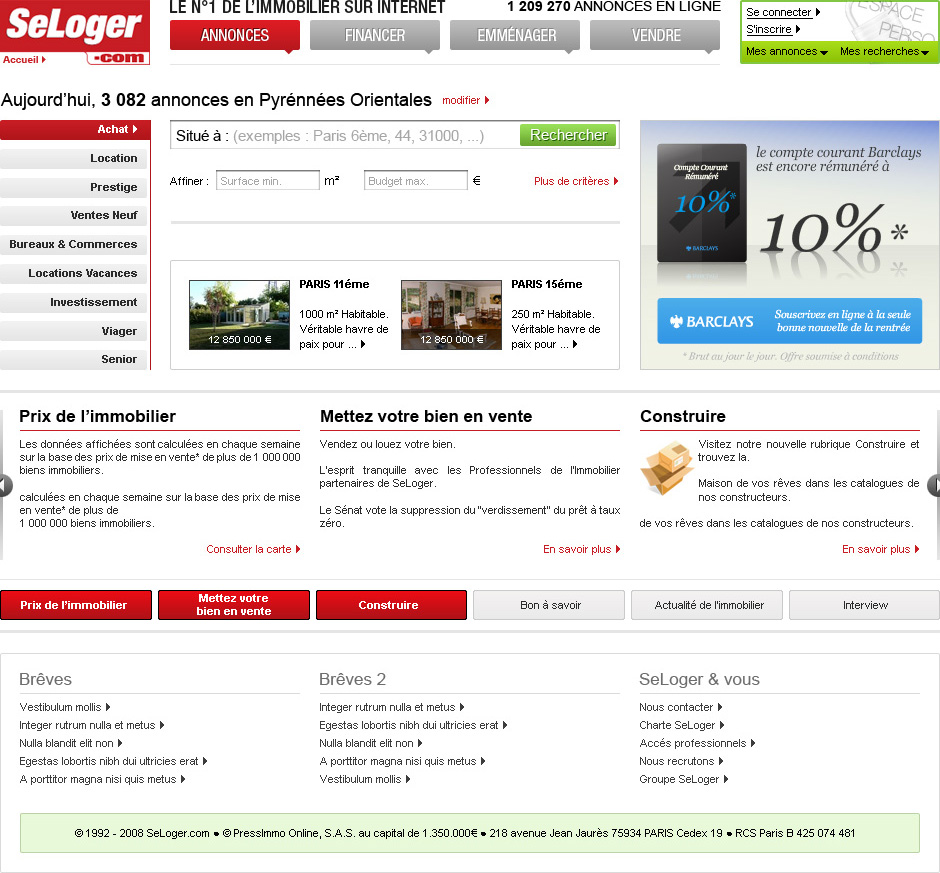 SeLoger
.com
Accueil
LE N°1 DE L'IMMOBILIER SUR INTERNET
1 209 270 ANNONCES EN LIGNE
ANNONCES
FINANCER
EMMÉNAGER
VENDRE
Se connecter
S'inscrire
ESPACE
PERSO
Mes annonces
Mes recherches
Aujourd'hui, 3 082 annonces en Pyrénnées Orientales
modifier
Achat
Location
Prestige
Ventes Neuf
Bureaux & Commerces
Locations Vacances
Investissement
Viager
Senior
Situé à : (exemples : Paris 6ème, 44, 31000, ...)
Rechercher
Affiner :
Surface min.
m²
Budget max.
€
Plus de critères
PARIS 11éme
1000 m² Habitable.
Véritable havre de
paix pour ...
12 850 000 €
PARIS 15éme
250 m² Habitable.
Véritable havre de
paix pour ...
12 850 000 €
Compte Courant
Rémunéré
10%*
BARCLAYS
le compte courant Barclays
est encore rémunéré à
10%*
BARCLAYS
Souscrivez en ligne à la seule
bonne nouvelle de la rentrée
* Brut au jour le jour. Offre soumise à conditions
Prix de l'immobilier
Les données affichées sont calculées en chaque semaine
sur la base des prix de mise en vente* de plus de 1 000 000
biens immobiliers.
calculées en chaque semaine sur la base des prix de mise
en vente* de plus de
1 000 000 biens immobiliers.
Consulter la carte
Mettez votre bien en vente
Vendez ou louez votre bien.
L'esprit tranquille avec les Professionnels de l'Immobilier
partenaires de SeLoger.
Le Sénat vote la suppression du "verdissement" du prêt à taux
zéro.
En savoir plus
Construire
Visitez notre nouvelle rubrique Construire et
trouvez la.
Maison de vos rêves dans les catalogues de
nos constructeurs.
de vos rêves dans les catalogues de nos constructeurs.
En savoir plus
Prix de l'immobilier
Mettez votre
bien en vente
Construire
Bon à savoir
Actualité de l'immobilier
Interview
Brêves
Vestibulum mollis
Integer rutrum nulla et metus
Nulla blandit elit non
Egestas lobortis nibh dui ultricies erat
A porttitor magna nisi quis metus
Brêves 2
Integer rutrum nulla et metus
Egestas lobortis nibh dui ultricies erat
Nulla blandit elit non
A porttitor magna nisi quis metus
Vestibulum mollis
SeLoger & vous
Nous contacter
Charte SeLoger
Accés professionnels
Nous recrutons
Groupe SeLoger
© 1992 - 2008 SeLoger.com ● © PressImmo Online, S.A.S. au capital de 1.350.000€ ● 218 avenue Jean Jaurès 75934 PARIS Cedex 19 ● RCS Paris B 425 074 481